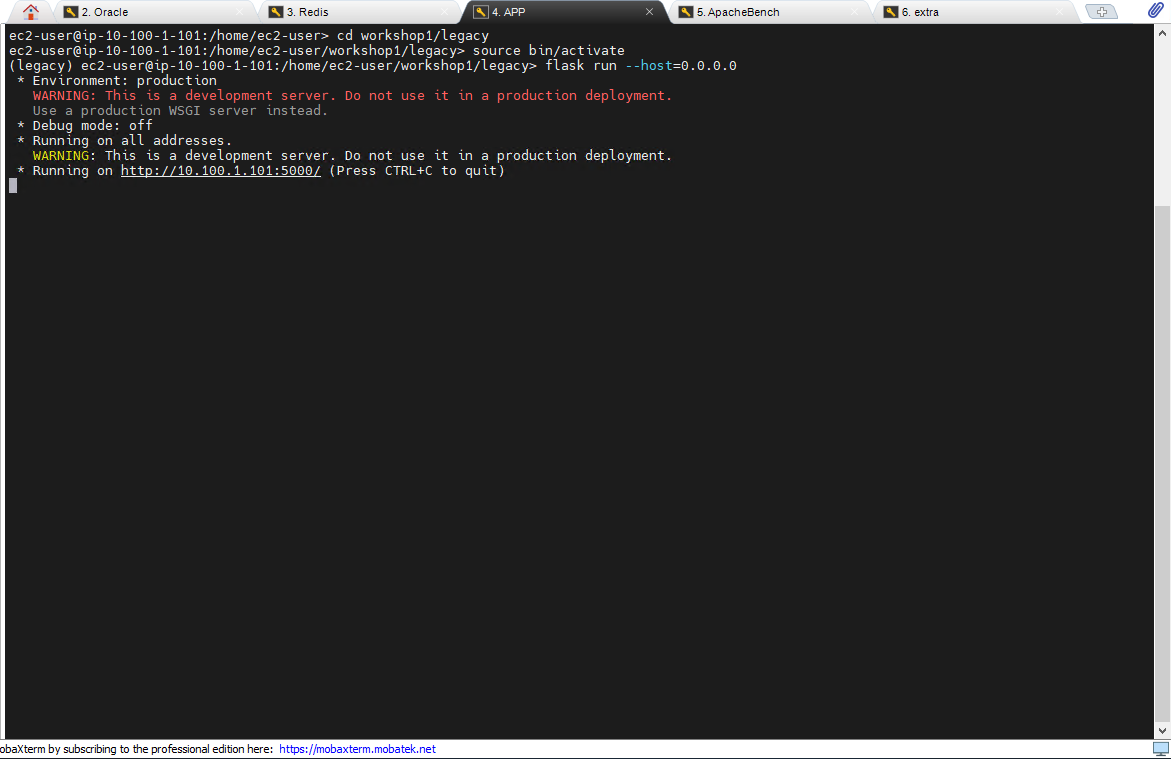 2. Oracle
3. Redis
4. APP
5. ApacheBench
6. extra
ec2-user@ip-10-100-1-101:/home/ec2-user> cd workshop1/legacy
ec2-user@ip-10-100-1-101:/home/ec2-user/workshop1/legacy> source bin/activate
(legacy) ec2-user@ip-10-100-1-101:/home/ec2-user/workshop1/legacy> flask run --host=0.0.0.0
* Environment: production
WARNING: This is a development server. Do not use it in a production deployment.
Use a production WSGI server instead.
* Debug mode: off
* Running on all addresses.
WARNING: This is a development server. Do not use it in a production deployment.
* Running on http://10.100.1.101:5000/ (Press CTRL+C to quit)
obaXterm by subscribing to the professional edition here: https://mobaxterm.mobatek.net